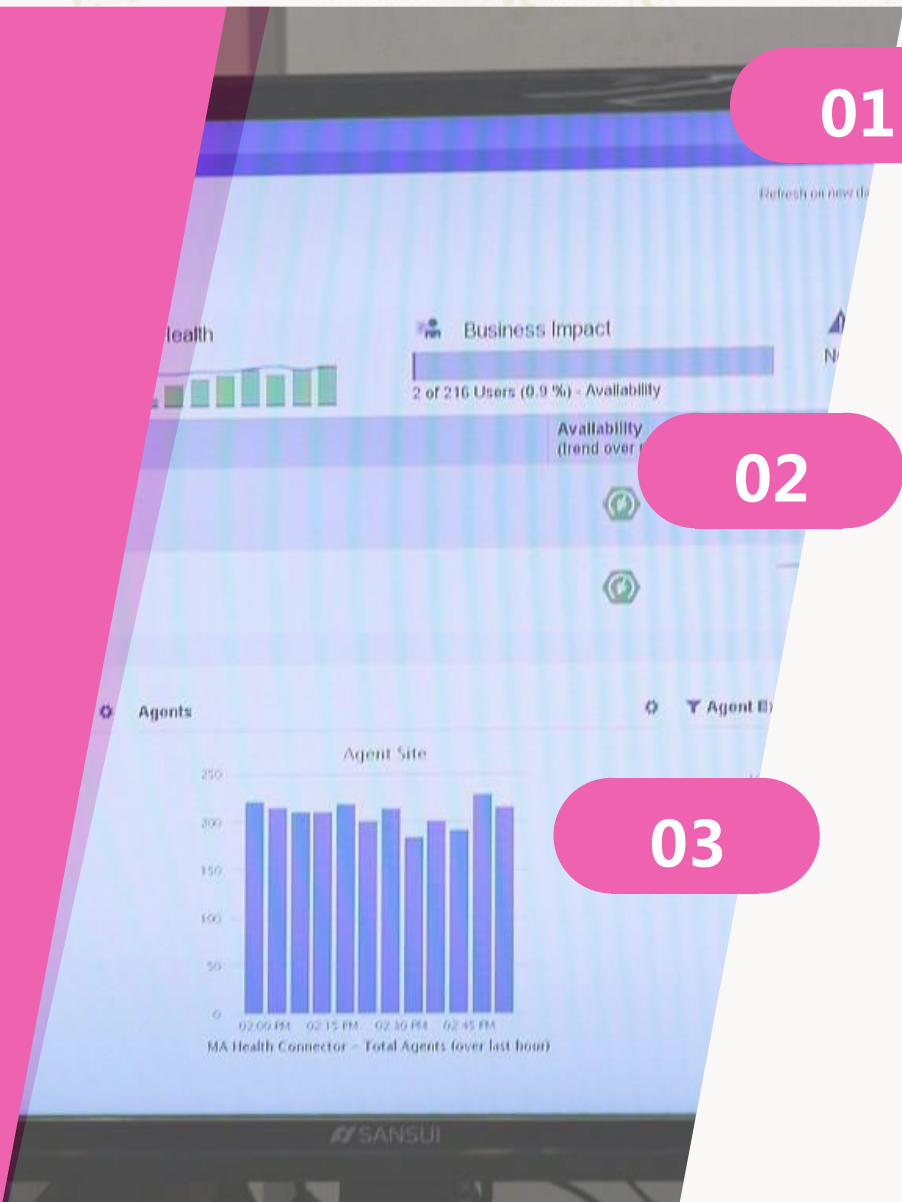 01
Refresh on new
Health
Business Impact
2 of 216 Users (0.9 %) - Availability
Availability
(trend over
02
Agents
Agent
Agent Site
250
200
150
100
50
0
03
02:00 PM 02:15 PM 02:30 PM 02:45 PM
MA Health Connector - Total Agents (over last hour)
SANSUI